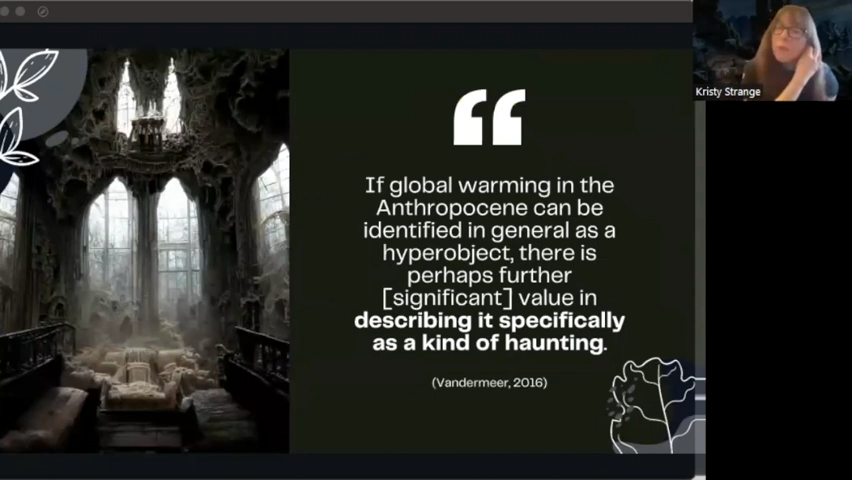 Kristy Strange
“
If global warming in the
Anthropocene can be
identified in general as a
hyperobject, there is
perhaps further
[significant] value in
describing it specifically
as a kind of haunting.
(Vandermeer, 2016)